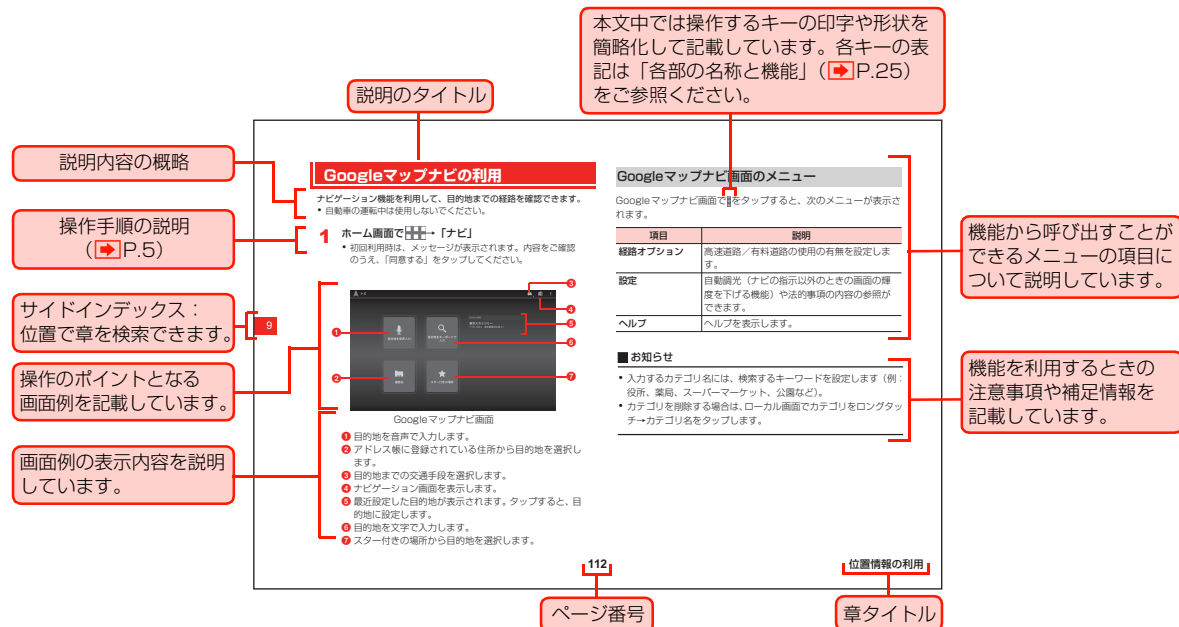 本文中では操作するキーの印字や形状を
簡略化して記載しています。各キーの表
記は「各部の名称と機能」(P.25)
をご参照ください。
説明のタイトル
説明内容の概略
操作手順の説明
(P.5)
サイドインデックス：
位置で章を検索できます。
操作のポイントとなる
画面例を記載しています。
画面例の表示内容を説明
しています。
9
Googleマップナビの利用
ナビゲーション機能を利用して、目的地までの経路を確認できます。
• 自動車の運転中は使用しないでください。
1 ホーム画面で→「ナビ」
• 初回利用時は、メッセージが表示されます。内容をご確認
のうえ、「同意する」をタップしてください。
ナビ
❸
❹
❶
❺
❻
❷
❼
Googleマップナビ画面
❶ 目的地を音声で入力します。
❷ アドレス帳に登録されている住所から目的地を選択し
ます。
❸ 目的地までの交通手段を選択します。
❹ ナビゲーション画面を表示します。
❺ 最近設定した目的地が表示されます。タップすると、目
的地に設定します。
❻ 目的地を文字で入力します。
❼ スター付きの場所から目的地を選択します。
Googleマップナビ画面のメニュー
Googleマップナビ画面でをタップすると、次のメニューが表示さ
れます。
項目 説明
経路オプション 高速道路／有料道路の使用の有無を設定しま
す。
設定 自動調光（ナビの指示以外のときの画面の輝
度を下げる機能）や法的事項の内容の参照が
できます。
ヘルプ ヘルプを表示します。
■ お知らせ
• 入力するカテゴリ名には、検索するキーワードを設定します（例：
役所、薬局、スーパーマーケット、公園など）。
• カテゴリを削除する場合は、ローカル画面でカテゴリをロングタッ
チ→カテゴリ名をタップします。
機能から呼び出すことが
できるメニューの項目に
ついて説明しています。
機能を利用するときの
注意事項や補足情報を
記載しています。
112
位置情報の利用
ページ番号
章タイトル